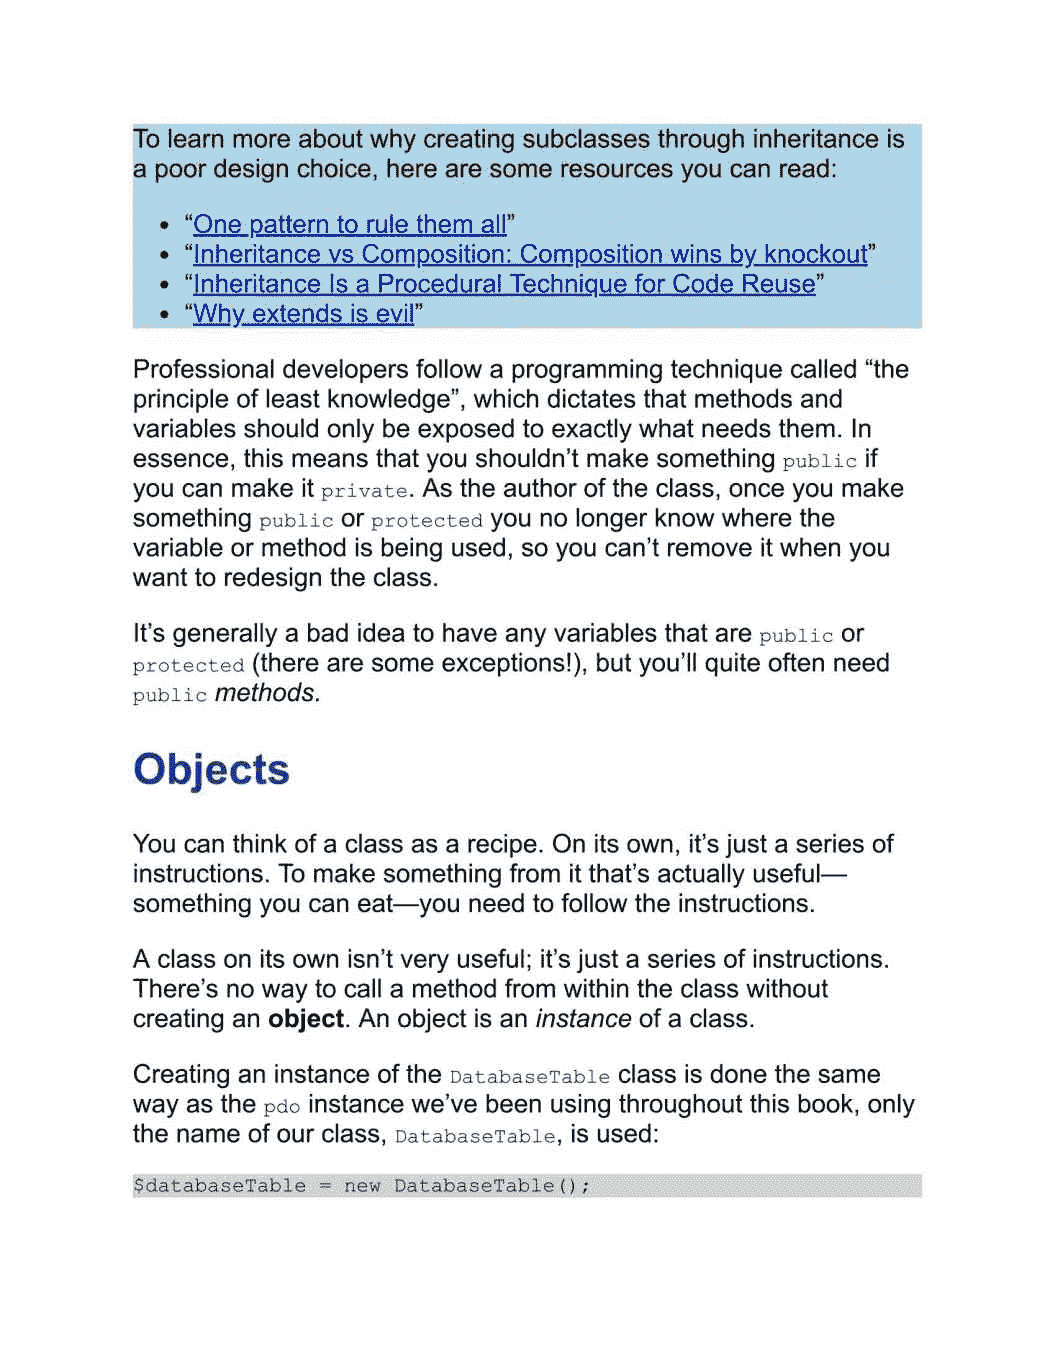 To learn more about why creating subclasses through inheritance is
a poor design choice, here are some resources you can read:
• “One pattern to rule them all”
• “Inheritance vs Composition: Composition wins by knockout”
• “Inheritance Is a Procedural Technique for Code Reuse”
• “Why extends is evil”
Professional developers follow a programming technique called “the
principle of least knowledge”, which dictates that methods and
variables should only be exposed to exactly what needs them. In
essence, this means that you shouldn’t make something public if
you can make it private. As the author of the class, once you make
something public or protected you no longer know where the
variable or method is being used, so you can’t remove it when you
want to redesign the class.
It’s generally a bad idea to have any variables that are public or
protected (there are some exceptions!), but you’ll quite often need
public methods.
Objects
You can think of a class as a recipe. On its own, it’s just a series of
instructions. To make something from it that’s actually useful—
something you can eat—you need to follow the instructions.
A class on its own isn’t very useful; it’s just a series of instructions.
There’s no way to call a method from within the class without
creating an object. An object is an instance of a class.
Creating an instance of the DatabaseTable class is done the same
way as the pdo instance we’ve been using throughout this book, only
the name of our class, DatabaseTable, is used:
$databaseTable = new DatabaseTable();